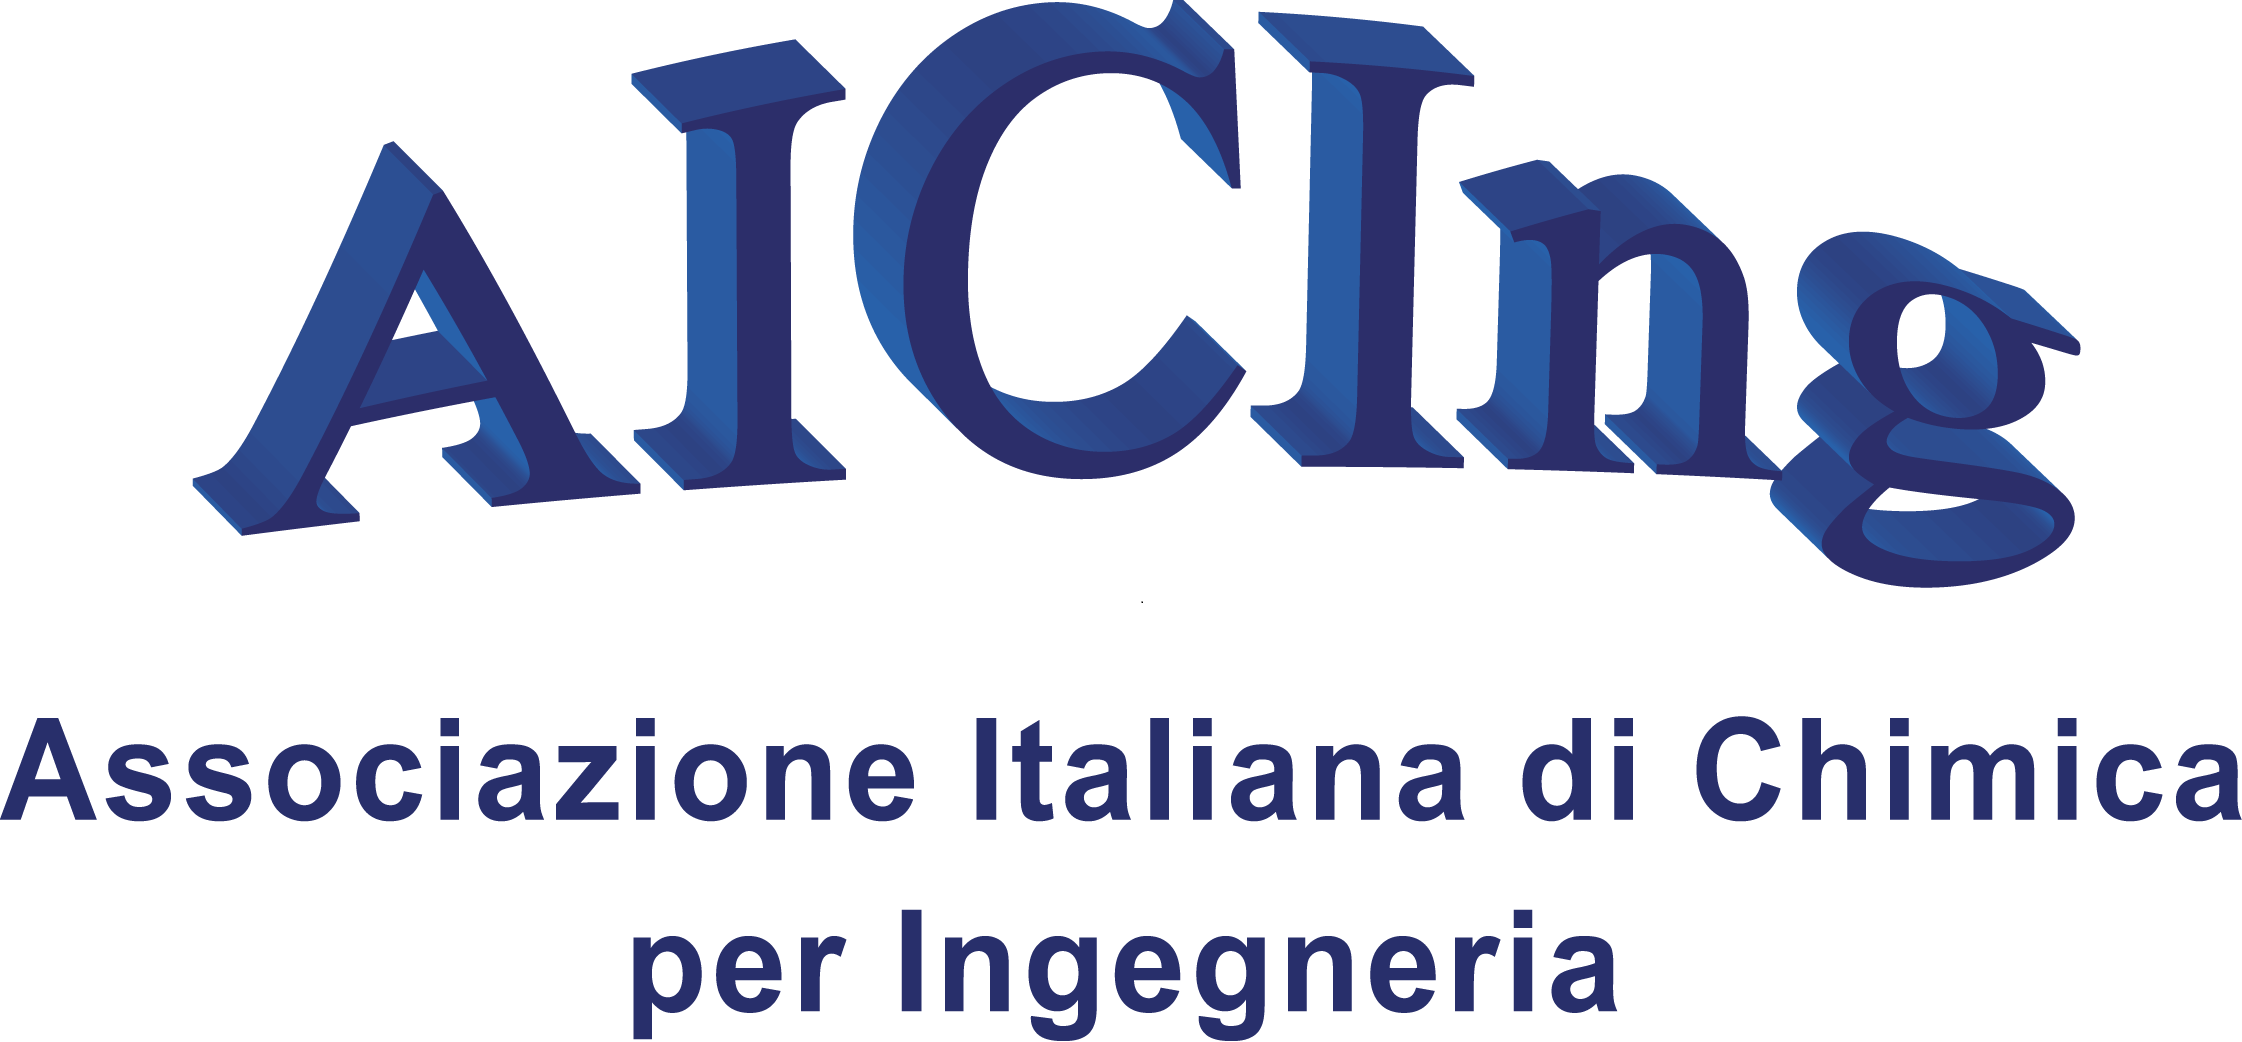 AICIng
Associazione Italiana di Chimica
per Ingegneria